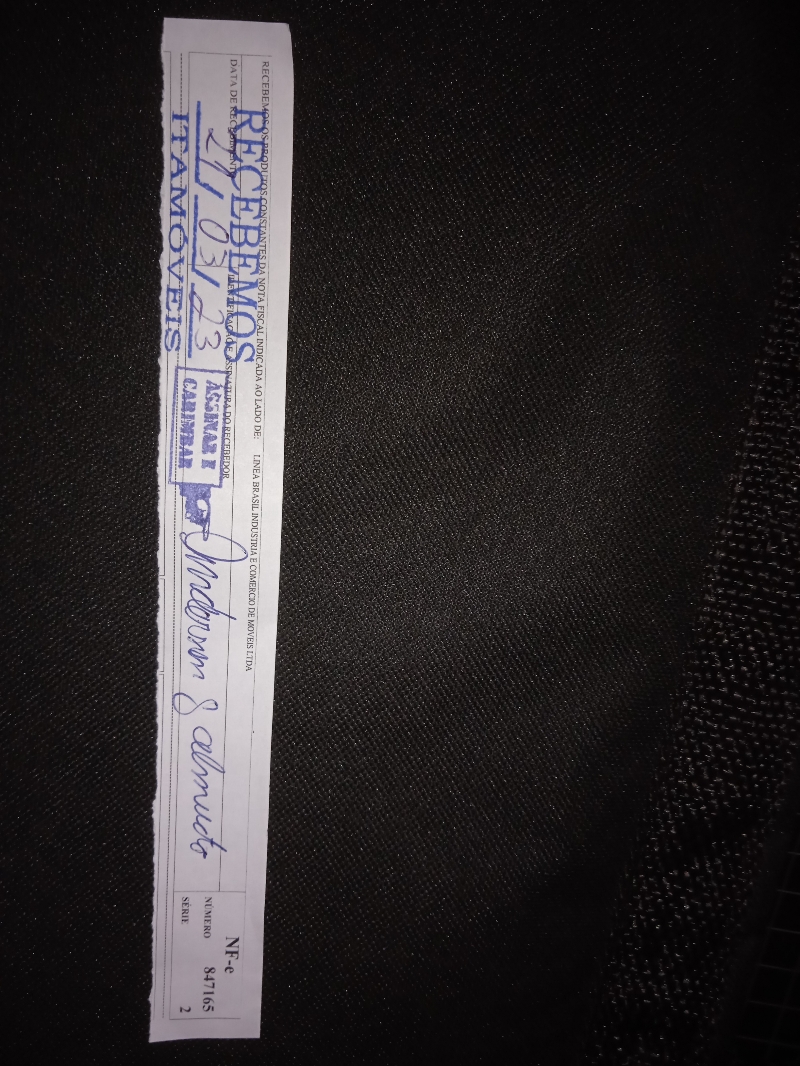 RECEBEMOS OS PRODUTOS CONSTANTES DA NOTA FISCAL INDICADA AO LADO DE: LINEA BRASIL INDUSTRIA E COMERCIO DE MOVEIS LTDA
DATA DE RECEBIMENTO
IDENTIFICAÇÃO E ASSINATURA DO RECEBEDOR
RECEBEMOS
/03/23
ITAMÓVEIS
ASSINAR E
CARIMBAR
NF-e
NÚMERO 847165
SÉRIE 2